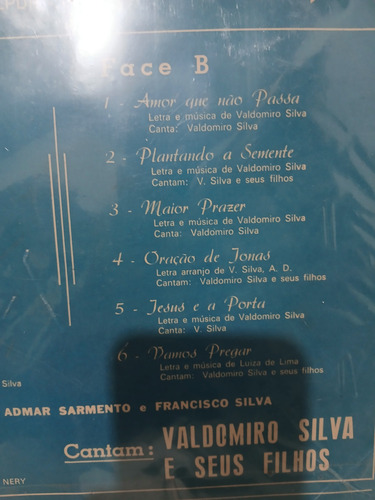 Face B
1 - Amor que não Passa
Letra e música de Valdomiro Silva
Canta: Valdomiro Silva
2 - Plantando a Semente
Letra e música de Valdomiro Silva
Cantam: V. Silva e seus filhos
3 - Maior Prazer
Letra e música de Valdomiro Silva
Canta: Valdomiro Silva
4 - Oração de Jonas
Letra arranjo de V. Silva, A. D.
Cantam: Valdomiro Silva e seus filhos
5 - Jesus e a Porta
Letra e música de Valdomiro Silva
Canta: V. Silva
6 - Vamos Pregar
Letra e música de Luiza de Lima
Cantam: Valdomiro Silva e seus filhos
Silva
ADMAR SARMENTO e FRANCISCO SILVA
Cantam: VALDOMIRO SILVA
E SEUS FILHOS
NERY